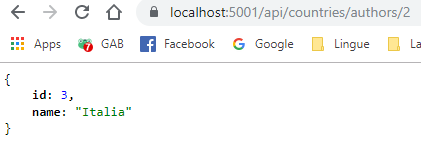 localhost:5001/api/countries/authors/2
Apps GAB Facebook Google Lingue
{
id: 3,
name: "Italia"
}